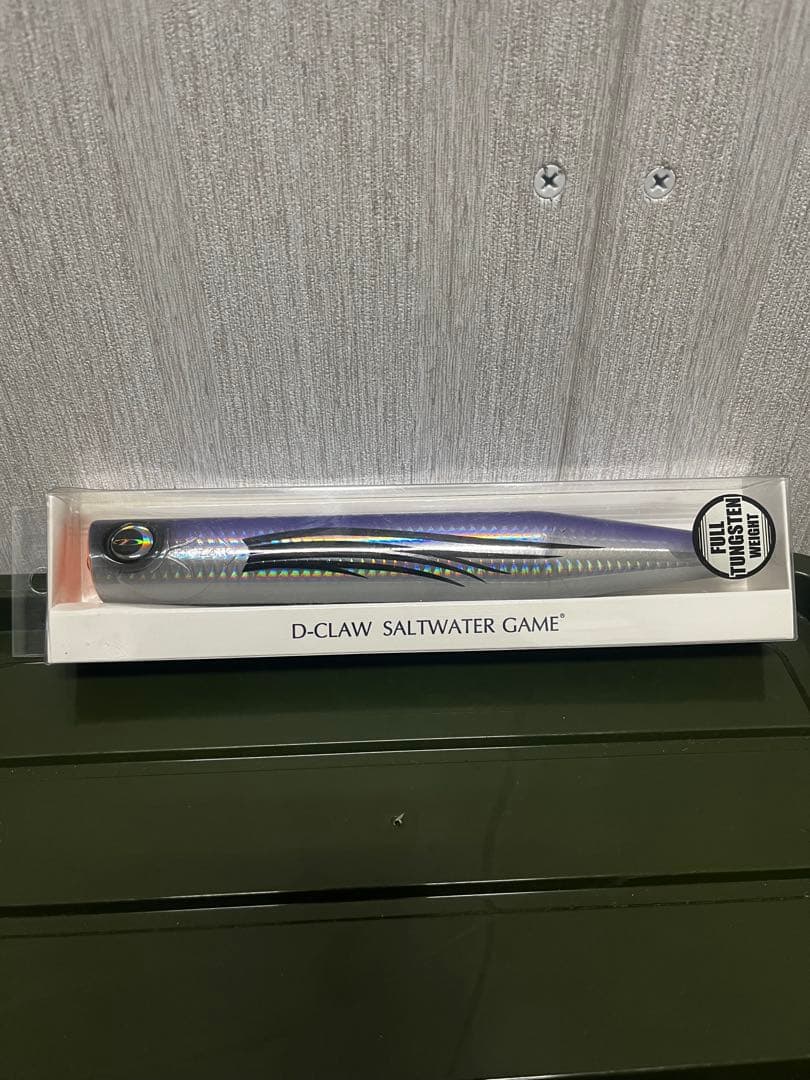 FULL
TUNGSTEN
WEIGHT
D-CLAW SALTWATER GAME®